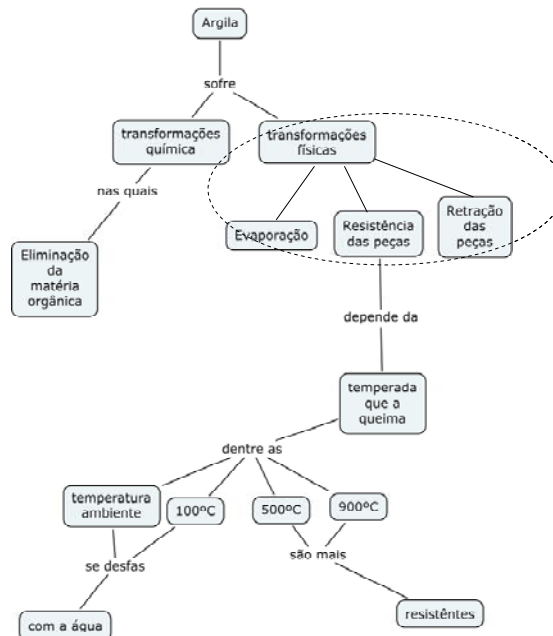 Argila
sofre
transformações
química
transformações
físicas
nas quais
Evaporação
Resistência
das peças
Retração
das
peças
Eliminação
da
matéria
orgânica
depende da
temperada
que a
queima
dentre as
temperatura
ambiente
100ºC
500ºC
900ºC
se desfas
são mais
com a água
resistêntes